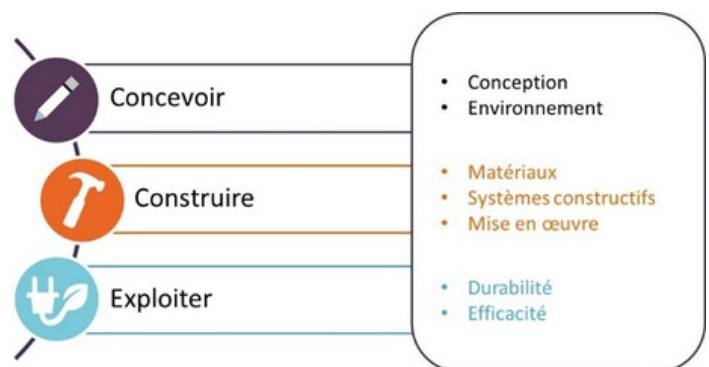 Concevoir
• Conception
• Environnement
Construire
• Matériaux
• Systèmes constructifs
• Mise en œuvre
Exploiter
• Durabilité
• Efficacité